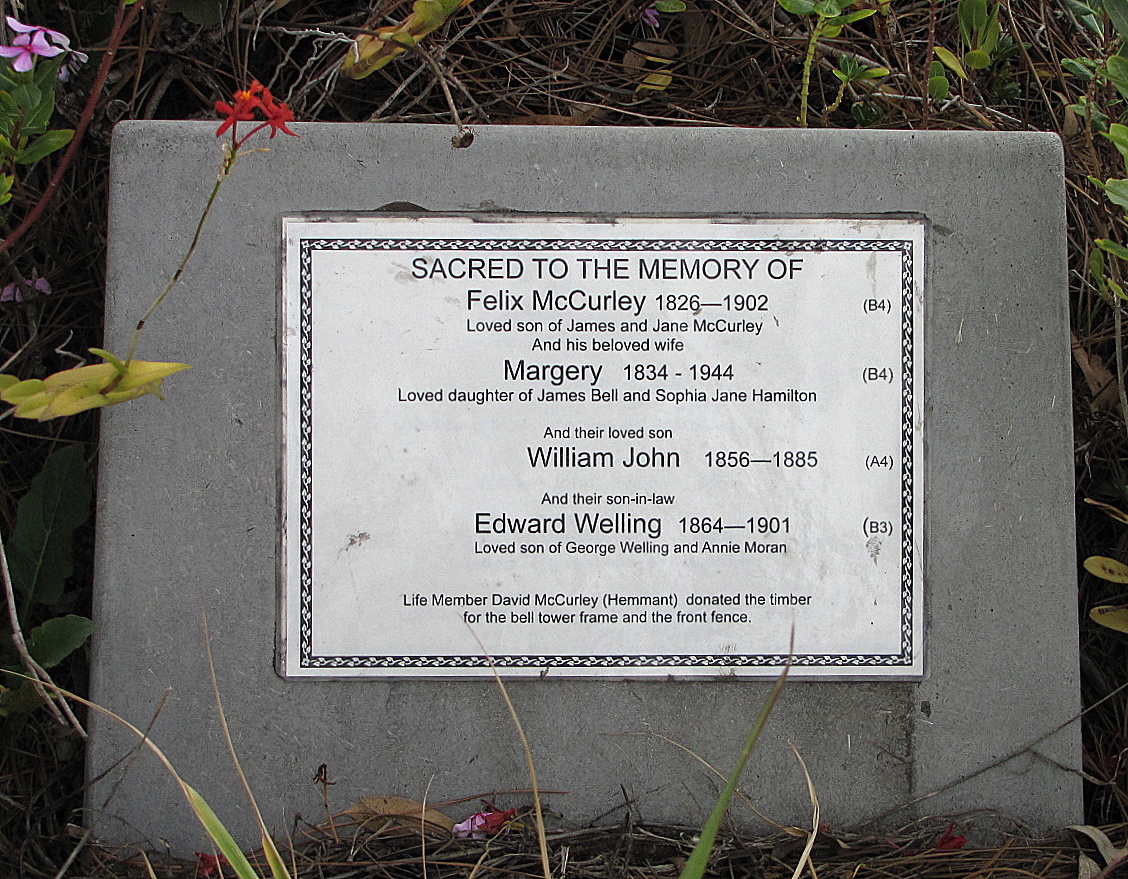 SACRED TO THE MEMORY OF
Felix McCurley 1826—1902 (B4)
Loved son of James and Jane McCurley
And his beloved wife
Margery 1834 - 1944 (B4)
Loved daughter of James Bell and Sophia Jane Hamilton
And their loved son
William John 1856—1885 (A4)
And their son-in-law
Edward Welling 1864—1901 (B3)
Loved son of George Welling and Annie Moran
Life Member David McCurley (Hemmant) donated the timber
for the bell tower frame and the front fence.